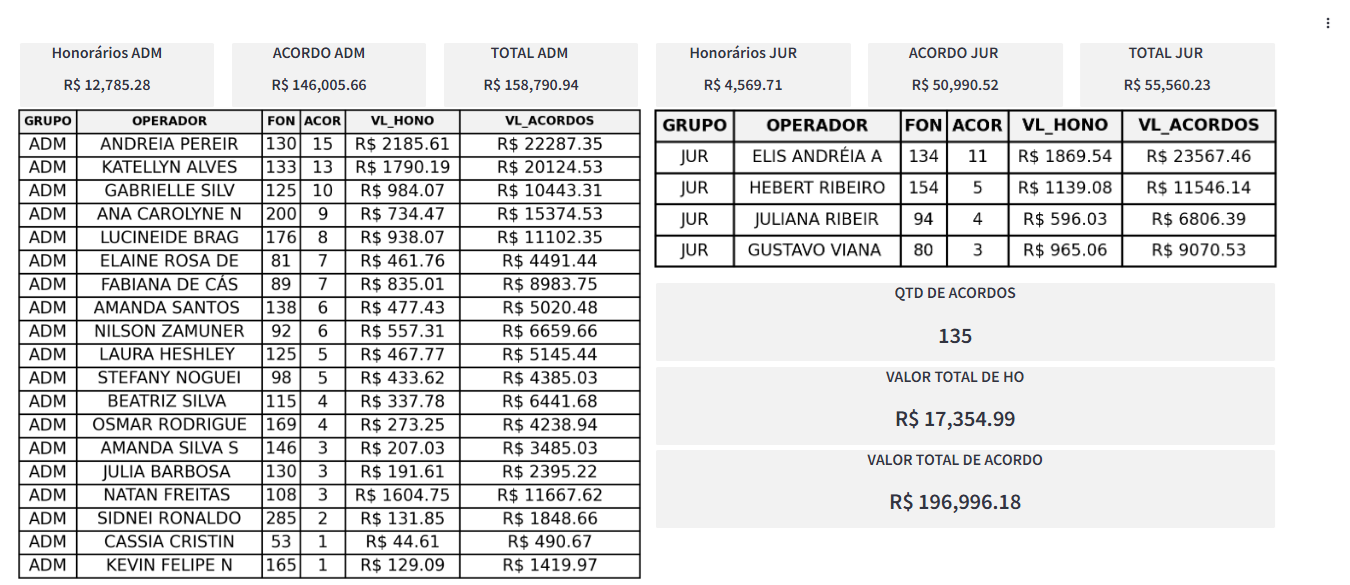 Honorários ADM
R$ 12,785.28
ACORDO ADM
R$ 146,005.66
TOTAL ADM
R$ 158,790.94
GRUPO OPERADOR FON ACOR VL_HONO VL_ACORDOS
ADM ANDREIA PEREIR 130 15 R$ 2185.61 R$ 22287.35
ADM KATELLYN ALVES 133 13 R$ 1790.19 R$ 20124.53
ADM GABRIELLE SILV 125 10 R$ 984.07 R$ 10443.31
ADM ANA CAROLYNE N 200 9 R$ 734.47 R$ 15374.53
ADM LUCINEIDE BRAG 176 8 R$ 938.07 R$ 11102.35
ADM ELAINE ROSA DE 81 7 R$ 461.76 R$ 4491.44
ADM FABIANA DE CÁS 89 7 R$ 835.01 R$ 8983.75
ADM AMANDA SANTOS 138 6 R$ 477.43 R$ 5020.48
ADM NILSON ZAMUNER 92 6 R$ 557.31 R$ 6659.66
ADM LAURA HESHLEY 125 5 R$ 467.77 R$ 5145.44
ADM STEFANY NOGUEI 98 5 R$ 433.62 R$ 4385.03
ADM BEATRIZ SILVA 115 4 R$ 337.78 R$ 6441.68
ADM OSMAR RODRIGUE 169 4 R$ 273.25 R$ 4238.94
ADM AMANDA SILVA S 146 3 R$ 207.03 R$ 3485.03
ADM JULIA BARBOSA 130 3 R$ 191.61 R$ 2395.22
ADM NATAN FREITAS 108 3 R$ 1604.75 R$ 11667.62
ADM SIDNEI RONALDO 285 2 R$ 131.85 R$ 1848.66
ADM CASSIA CRISTIN 53 1 R$ 44.61 R$ 490.67
ADM KEVIN FELIPE N 165 1 R$ 129.09 R$ 1419.97
Honorários JUR
R$ 4,569.71
ACORDO JUR
R$ 50,990.52
TOTAL JUR
R$ 55,560.23
GRUPO OPERADOR FON ACOR VL_HONO VL_ACORDOS
JUR ELIS ANDRÉIA A 134 11 R$ 1869.54 R$ 23567.46
JUR HEBERT RIBEIRO 154 5 R$ 1139.08 R$ 11546.14
JUR JULIANA RIBEIR 94 4 R$ 596.03 R$ 6806.39
JUR GUSTAVO VIANA 80 3 R$ 965.06 R$ 9070.53
QTD DE ACORDOS
135
VALOR TOTAL DE HO
R$ 17,354.99
VALOR TOTAL DE ACORDO
R$ 196,996.18